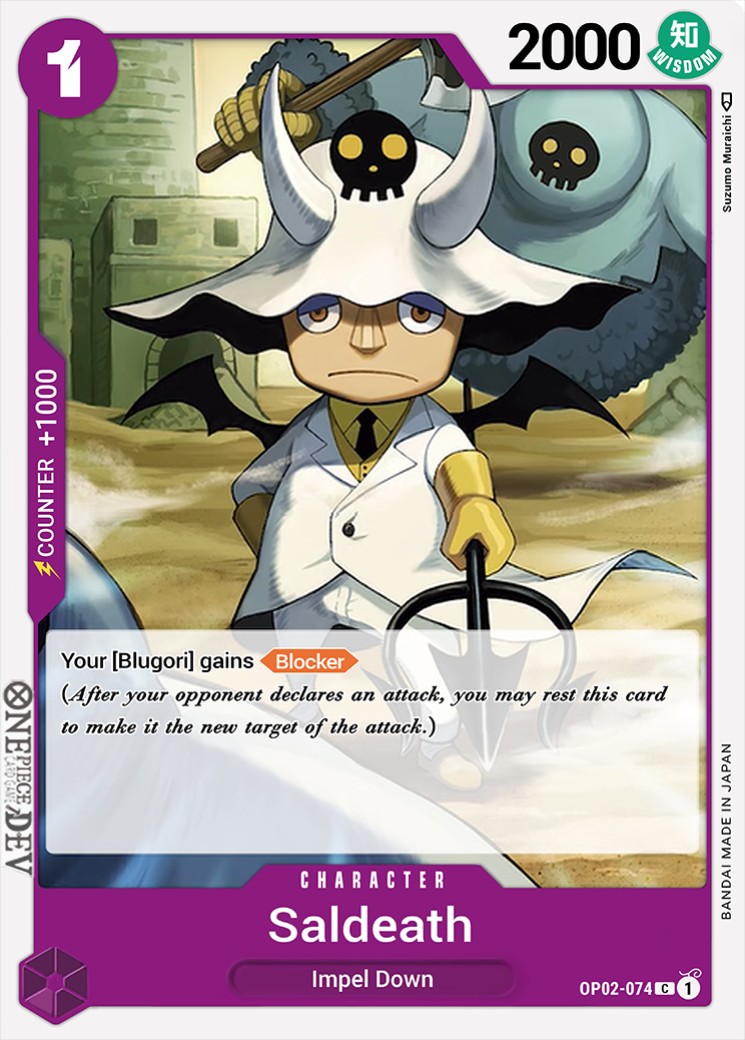 1
2000
知
WISDOM
Suzumo Muraichi
COUNTER +1000
Your [Blugori] gains Blocker
(After your opponent declares an attack, you may rest this card
to make it the new target of the attack.)
ONE PIECE
CARD GAME
.DEV
BANDAI MADE IN JAPAN
CHARACTER
Saldeath
Impel Down
OP02-074 C 1